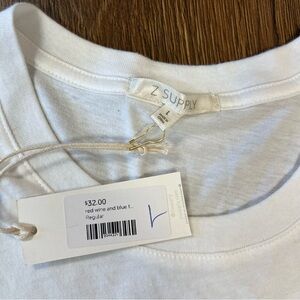 Z SUPPLY
L
$32.00
red wine and blue t...
Regular
L